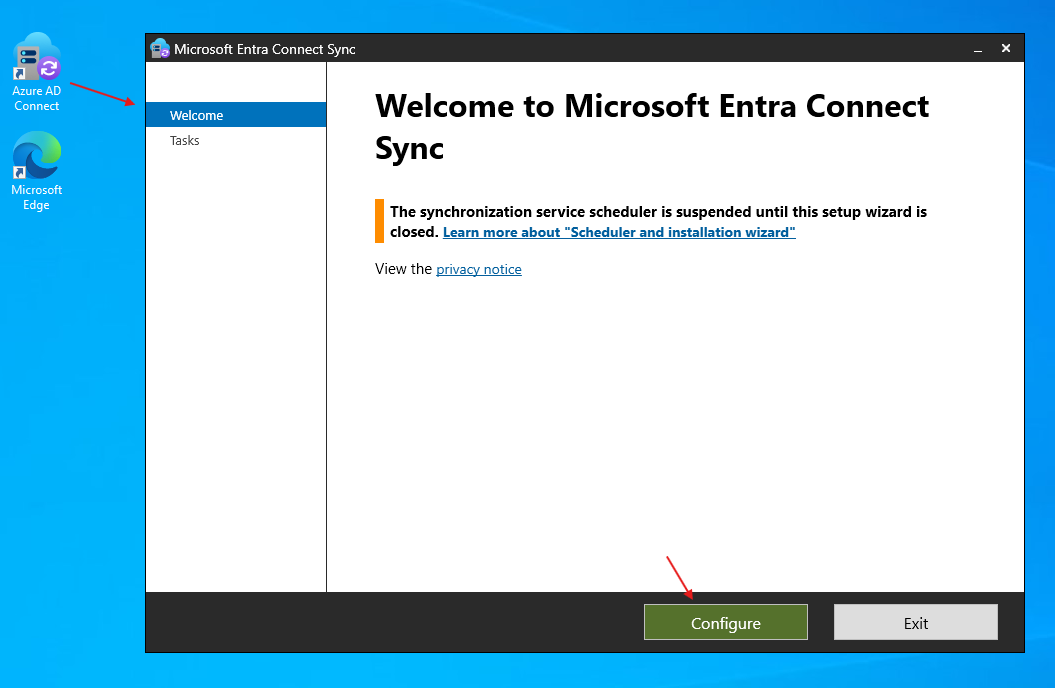 Azure AD
Connect
Microsoft
Edge
Microsoft Entra Connect Sync
Welcome
Tasks
Welcome to Microsoft Entra Connect
Sync
The synchronization service scheduler is suspended until this setup wizard is
closed. Learn more about "Scheduler and installation wizard"
View the privacy notice
Configure
Exit